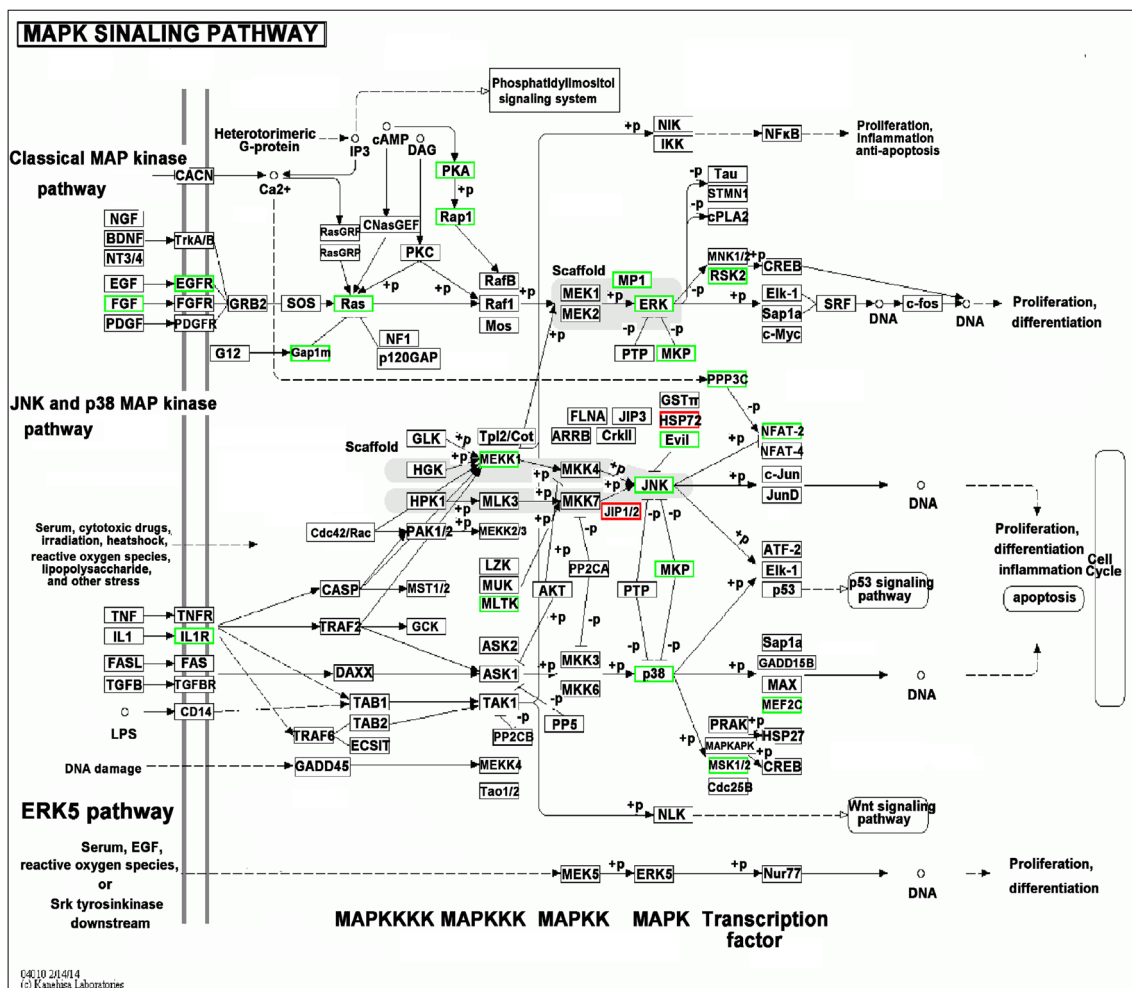 MAPK SINALING PATHWAY
Phosphatidylimositol
signaling system
Heterotorimeric
G-protein
IP3
cAMP
DAG
+p
NIK
IKK
NFκB
Proliferation,
Inflammation
anti-apoptosis
Classical MAP kinase
pathway
CACN
Ca2+
PKA
+p
Rap1
-p
Tau
STMN1
-p
cPLA2
NGF
BDNF
NT3/4
TrkA/B
RasGRF
RasGRP
CNasGEF
PKC
RafB
Scaffold
MP1
MNK1/2
+p
RSK2
CREB
EGF
EGFR
FGF
FGFR
PDGF
PDGFR
GRB2
SOS
Ras
+p
+p
+p
Raf1
Mos
+p
MEK1
MEK2
+p
ERK
+p
-p
+p
Elk-1
Sap1a
c-Myc
SRF
DNA
c-fos
DNA
Proliferation,
differentiation
G12
Gap1m
NF1
p120GAP
+p
-p
-p
PTP
MKP
PPP3C
-p
JNK and p38 MAP kinase
pathway
GSTπ
HSP72
Evil
FLNA
JIP3
ARRB
CrkII
NFAT-2
NFAT-4
Scaffold
GLK
+p
Tpl2/Cot
MEKK1
HGK
+p
+p
MKK4
+p
JNK
+p
c-Jun
JunD
DNA
HPK1
+p
MLK3
+p
MKK7
+p
JIP1/2
Serum, cytotoxic drugs,
irradiation, heatshock,
reactive oxygen species,
lipopolysaccharide,
and other stress
Cdc42/Rac
+p
PAK1/2
+p
MEKK2/3
-p
-p
-p
+p
ATF-2
Elk-1
p53
p53 signaling
pathway
Proliferation,
differentiation
inflammation
apoptosis
Cell
Cycle
LZK
MUK
MLTK
+p
AKT
PP2CA
PTP
MKP
+p
CASP
MST1/2
TNF
TNFR
IL1
IL1R
TRAF2
GCK
ASK2
+p
-p
-p
-p
FASL
FAS
TGFB
TGFBR
DAXX
ASK1
+p
MKK3
MKK6
+p
p38
+p
Sap1a
GADD15B
MAX
MEF2C
DNA
LPS
CD14
TAB1
TAB2
ECSIT
TRAF6
TAK1
-p
-p
PP2CB
PP5
+p
PRAK
+p
HSP27
MAPKAPK
+p
MSK1/2
CREB
Cdc25B
DNA damage
GADD45
MEKK4
Tao1/2
ERK5 pathway
+p
NLK
Wnt signaling
pathway
Serum, EGF,
reactive oxygen species,
or
Srk tyrosinkinase
downstream
MEK5
+p
ERK5
+p
Nur77
DNA
Proliferation,
differentiation
MAPKKKK MAPKKK MAPKK MAPK Transcription
factor
04010 2/14/14
(c) Kanehisa Laboratories